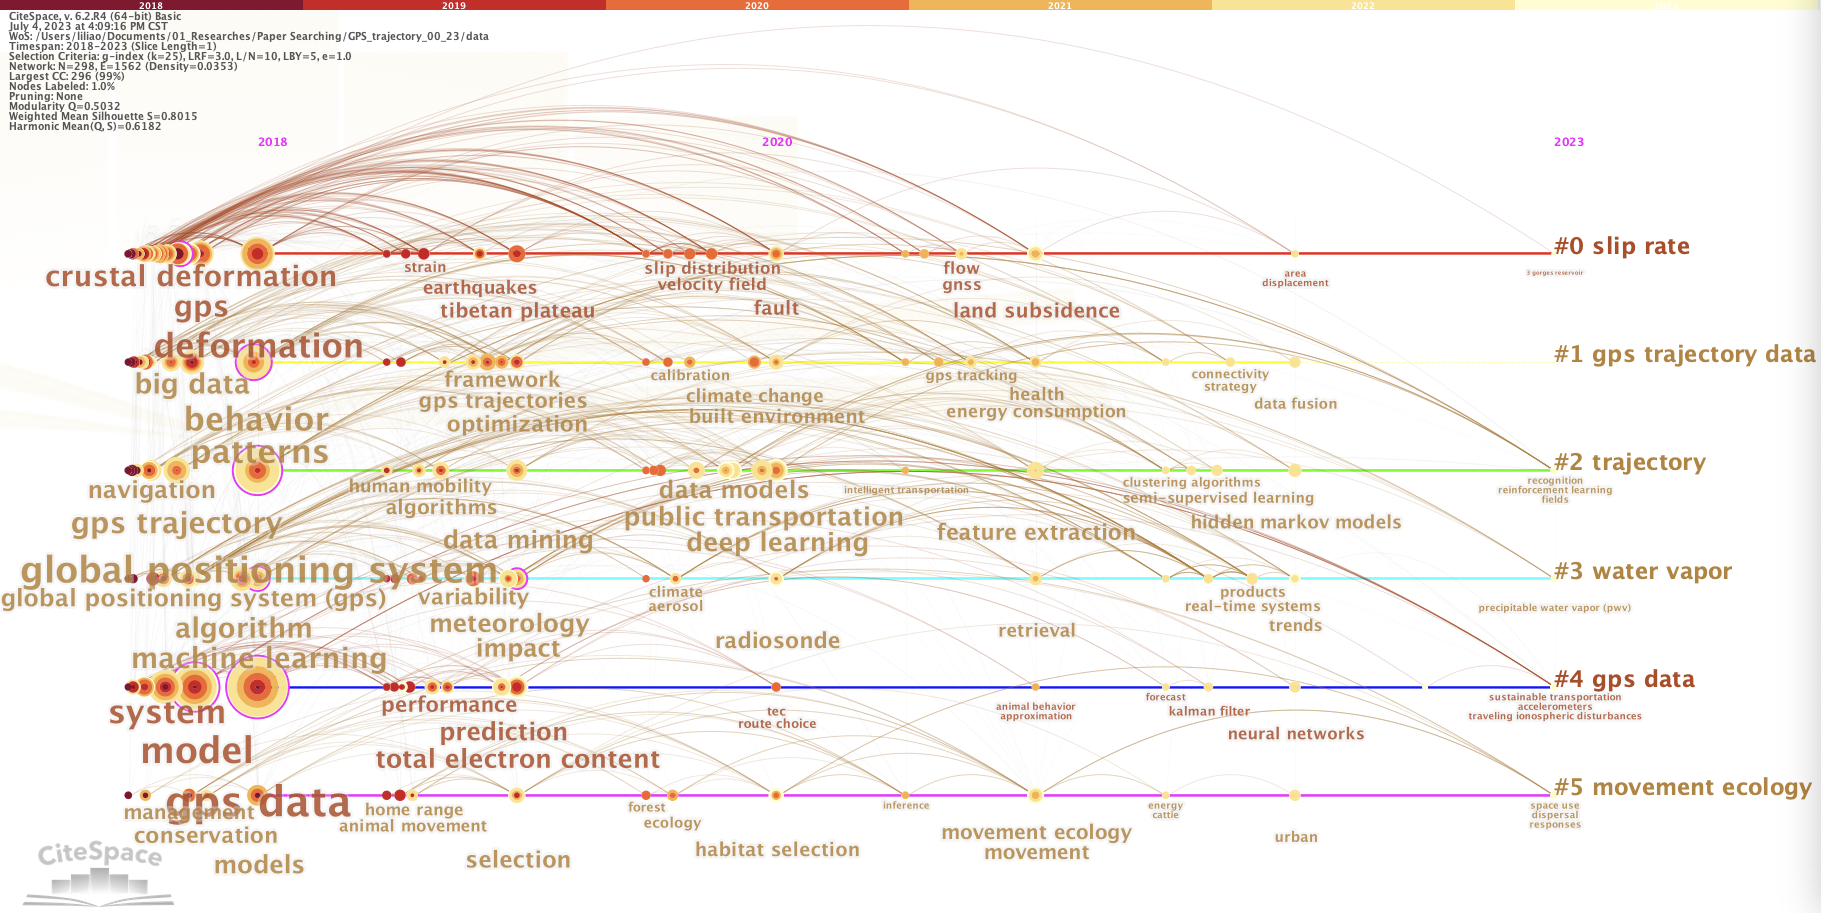 2018 2019 2020 2021 2022
CiteSpace, v. 6.2.R4 (64-bit) Basic
July 4, 2023 at 4:09:16 PM CST
WoS: /Users/liliao/Documents/01_Researches/Paper Searching/GPS_trajectory_00_23/data
Timespan: 2018-2023 (Slice Length=1)
Selection Criteria: g-index (k=25), LRF=3.0, L/N=10, LBY=5, e=1.0
Network: N=298, E=1562 (Density=0.0353)
Largest CC: 296 (99%)
Nodes Labeled: 1.0%
Pruning: None
Modularity Q=0.5032
Weighted Mean Silhouette S=0.8015
Harmonic Mean(Q, S)=0.6182
2018 2020 2023
#0 slip rate
crustal deformation
gps
deformation
strain
earthquakes
tibetan plateau
slip distribution
velocity field
fault
flow
gnss
land subsidence
area
displacement
3 gorges reservoir
#1 gps trajectory data
big data
behavior
patterns
framework
gps trajectories
optimization
calibration
climate change
built environment
gps tracking
health
energy consumption
connectivity
strategy
data fusion
#2 trajectory
navigation
gps trajectory
global positioning system
human mobility
algorithms
data mining
data models
public transportation
deep learning
intelligent transportation
feature extraction
clustering algorithms
semi-supervised learning
hidden markov models
recognition
reinforcement learning
fields
#3 water vapor
global positioning system (gps)
algorithm
machine learning
variability
meteorology
impact
climate
aerosol
radiosonde
retrieval
products
real-time systems
trends
precipitable water vapor (pwv)
#4 gps data
system
model
gps data
performance
prediction
total electron content
tec
route choice
animal behavior
approximation
forecast
kalman filter
neural networks
sustainable transportation
accelerometers
traveling ionospheric disturbances
#5 movement ecology
management
conservation
models
home range
animal movement
selection
forest
ecology
habitat selection
inference
movement ecology
movement
energy
cattle
urban
space use
dispersal
responses
CiteSpace